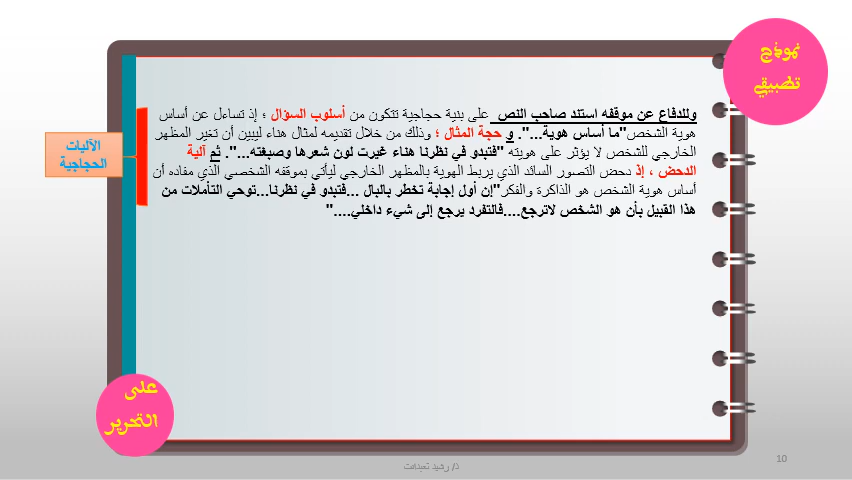 نموذج
تطبيقي
وللدفاع عن موقفه استند صاحب النص على بنية حجاجية تتكون من أسلوب السؤال ؛ إذ تساءل عن أساس
هوية الشخص"ما أساس هوية...". و حجة المثال ؛ وذلك من خلال تقديمه لمثال هناء ليبين أن تغير المظهر
الخارجي للشخص لا يؤثر على هويته "فتبدو في نظرنا هناء غيرت لون شعرها وصبغته...". ثم آلية
الدحض ، إذ دحض التصور السائد الذي يربط الهوية بالمظهر الخارجي ليأتي بموقفه الشخصي الذي مفاده أن
أساس هوية الشخص هو الذاكرة والفكر"إن أول إجابة تخطر بالبال ...فتبدو في نظرنا...توحي التأملات من
هذا القبيل بأن هو الشخص لاترجع....فالتفرد يرجع إلى شيء داخلي...."
الآليات
الحجاجية
على
التحرير
ذ/ رشيد
10